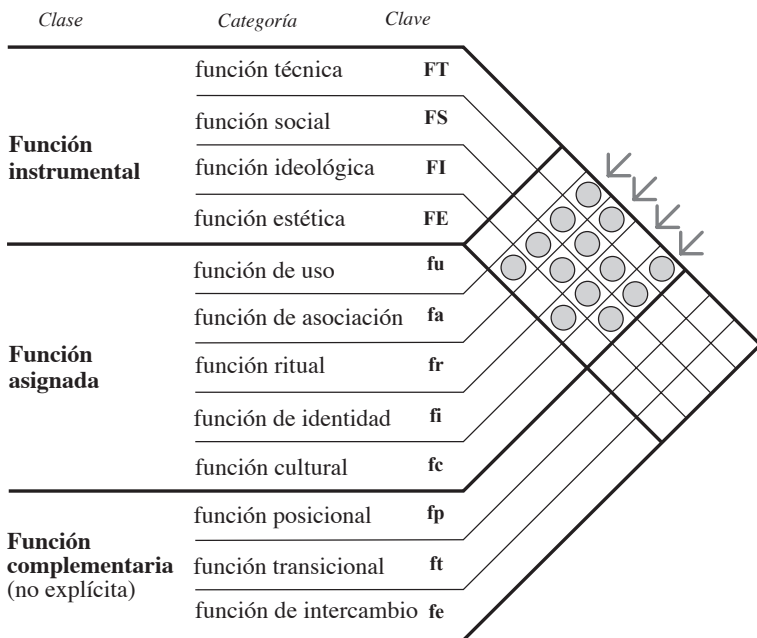 Clase Categoría Clave
función técnica FT
función social FS
Función
instrumental
función ideológica FI
función estética FE
función de uso fu
función de asociación fa
Función
asignada
función ritual fr
función de identidad fi
función cultural fc
función posicional fp
Función
complementaria
(no explícita)
función transicional ft
función de intercambio fe